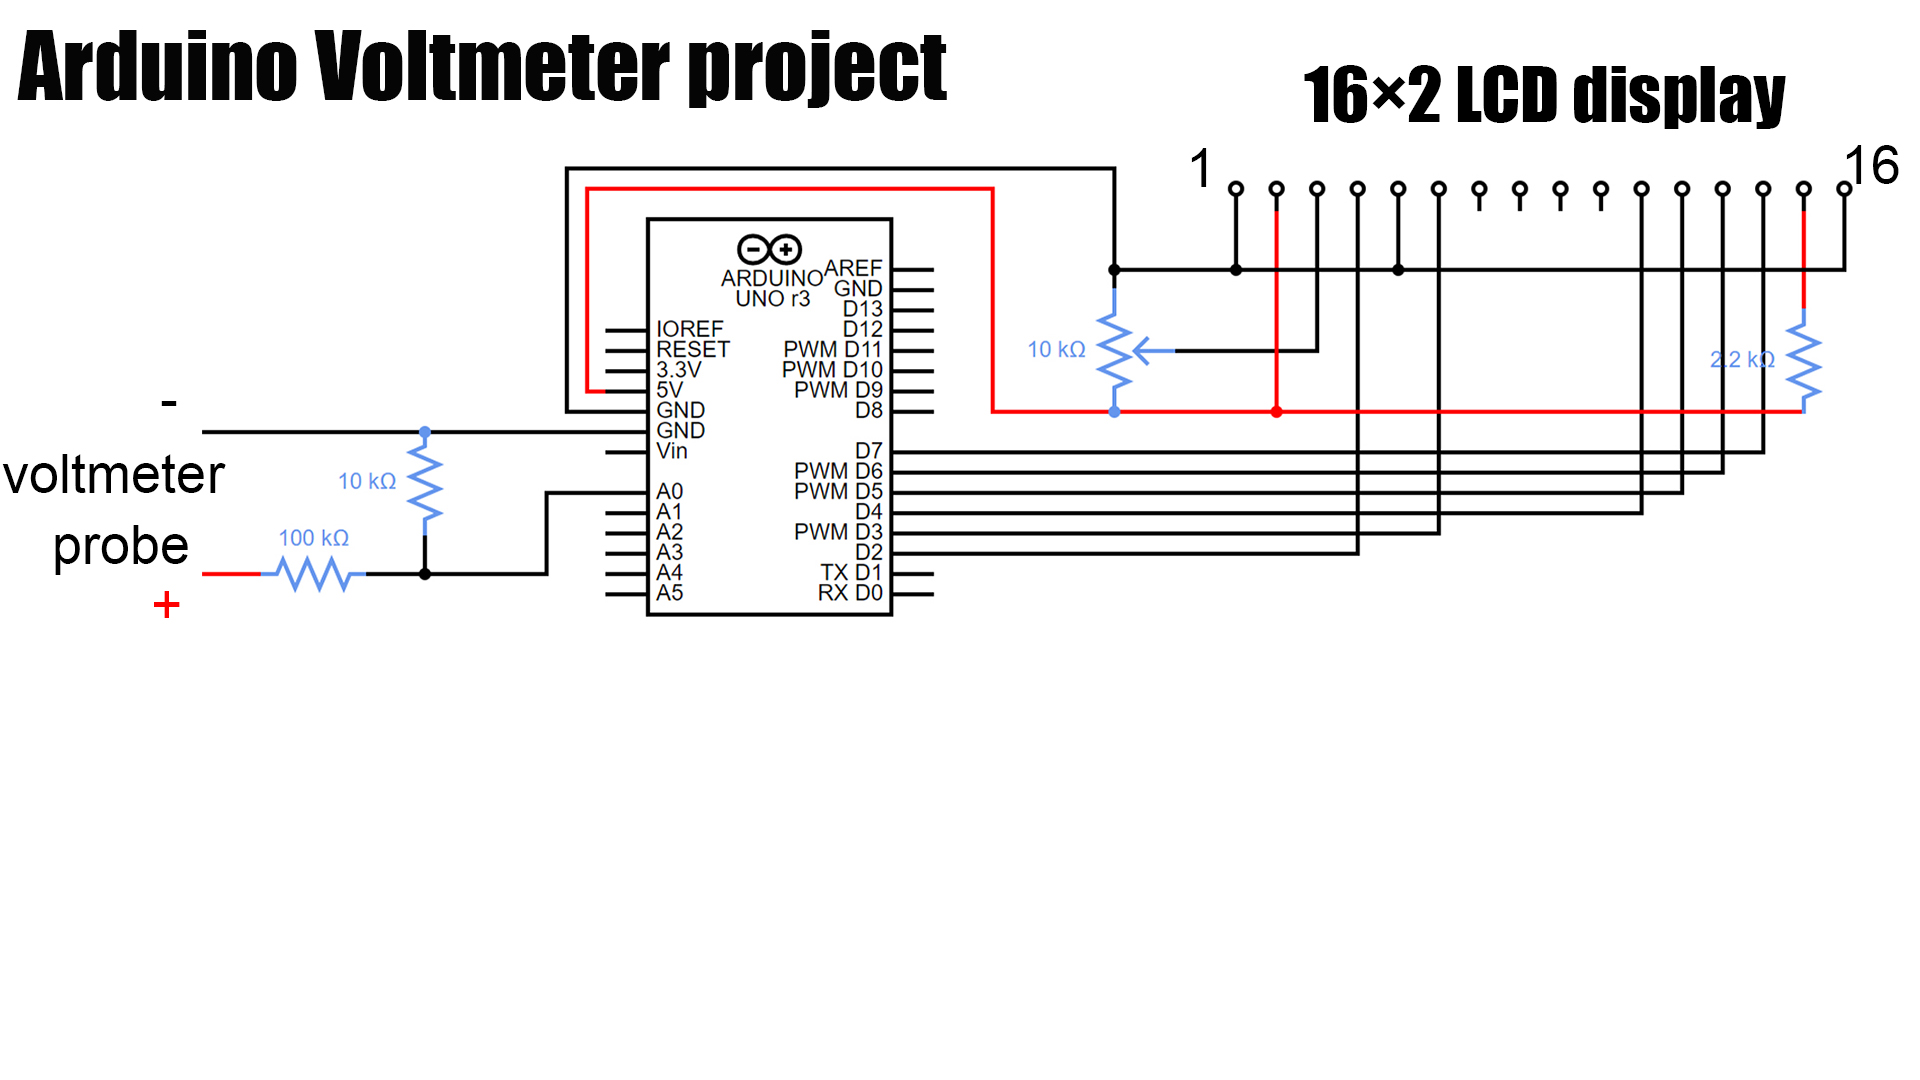 Arduino Voltmeter project
16×2 LCD display
1
16
ARDUINO
UNO r3
IOREF
RESET
3.3V
5V
GND
GND
Vin
A0
A1
A2
A3
A4
A5
AREF
GND
D13
D12
PWM D11
PWM D10
PWM D9
D8
D7
PWM D6
PWM D5
D4
PWM D3
D2
TX D1
RX D0
-
voltmeter
probe
+
10 kΩ
100 kΩ
10 kΩ
2.2 kΩ